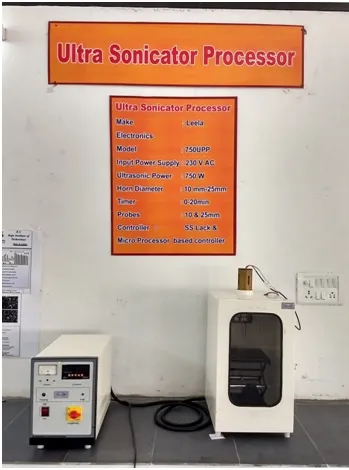 Ultra Sonicator Processor
Ultra Sonicator Processor
Make : Leela
Electronics
Model : 750UPP
Input Power Supply : 230 V AC
Ultrasonic Power : 750 W
Horn Diameter : 10 mm-25mm
Timer : 0-20min
Probes : 10 & 25mm
Controller : SS Lack &
Micro Processor based controller